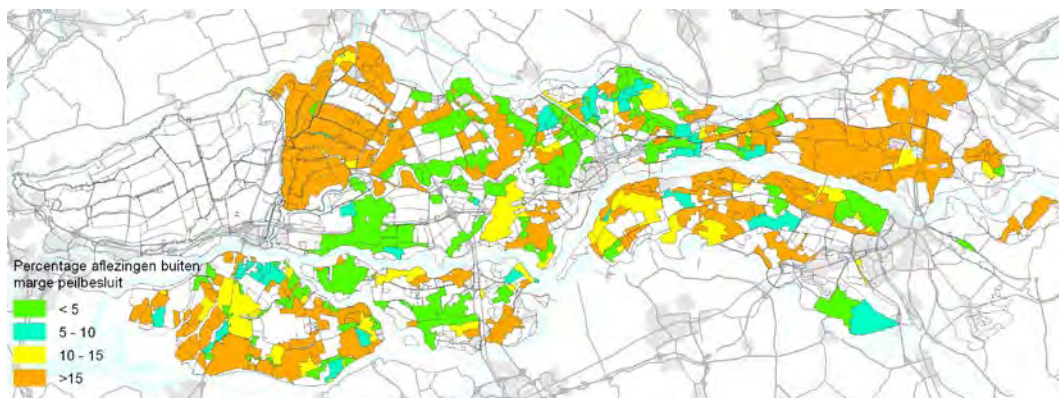 Percentage aflezingen buiten
marge peilbesluit
< 5
5 - 10
10 - 15
>15